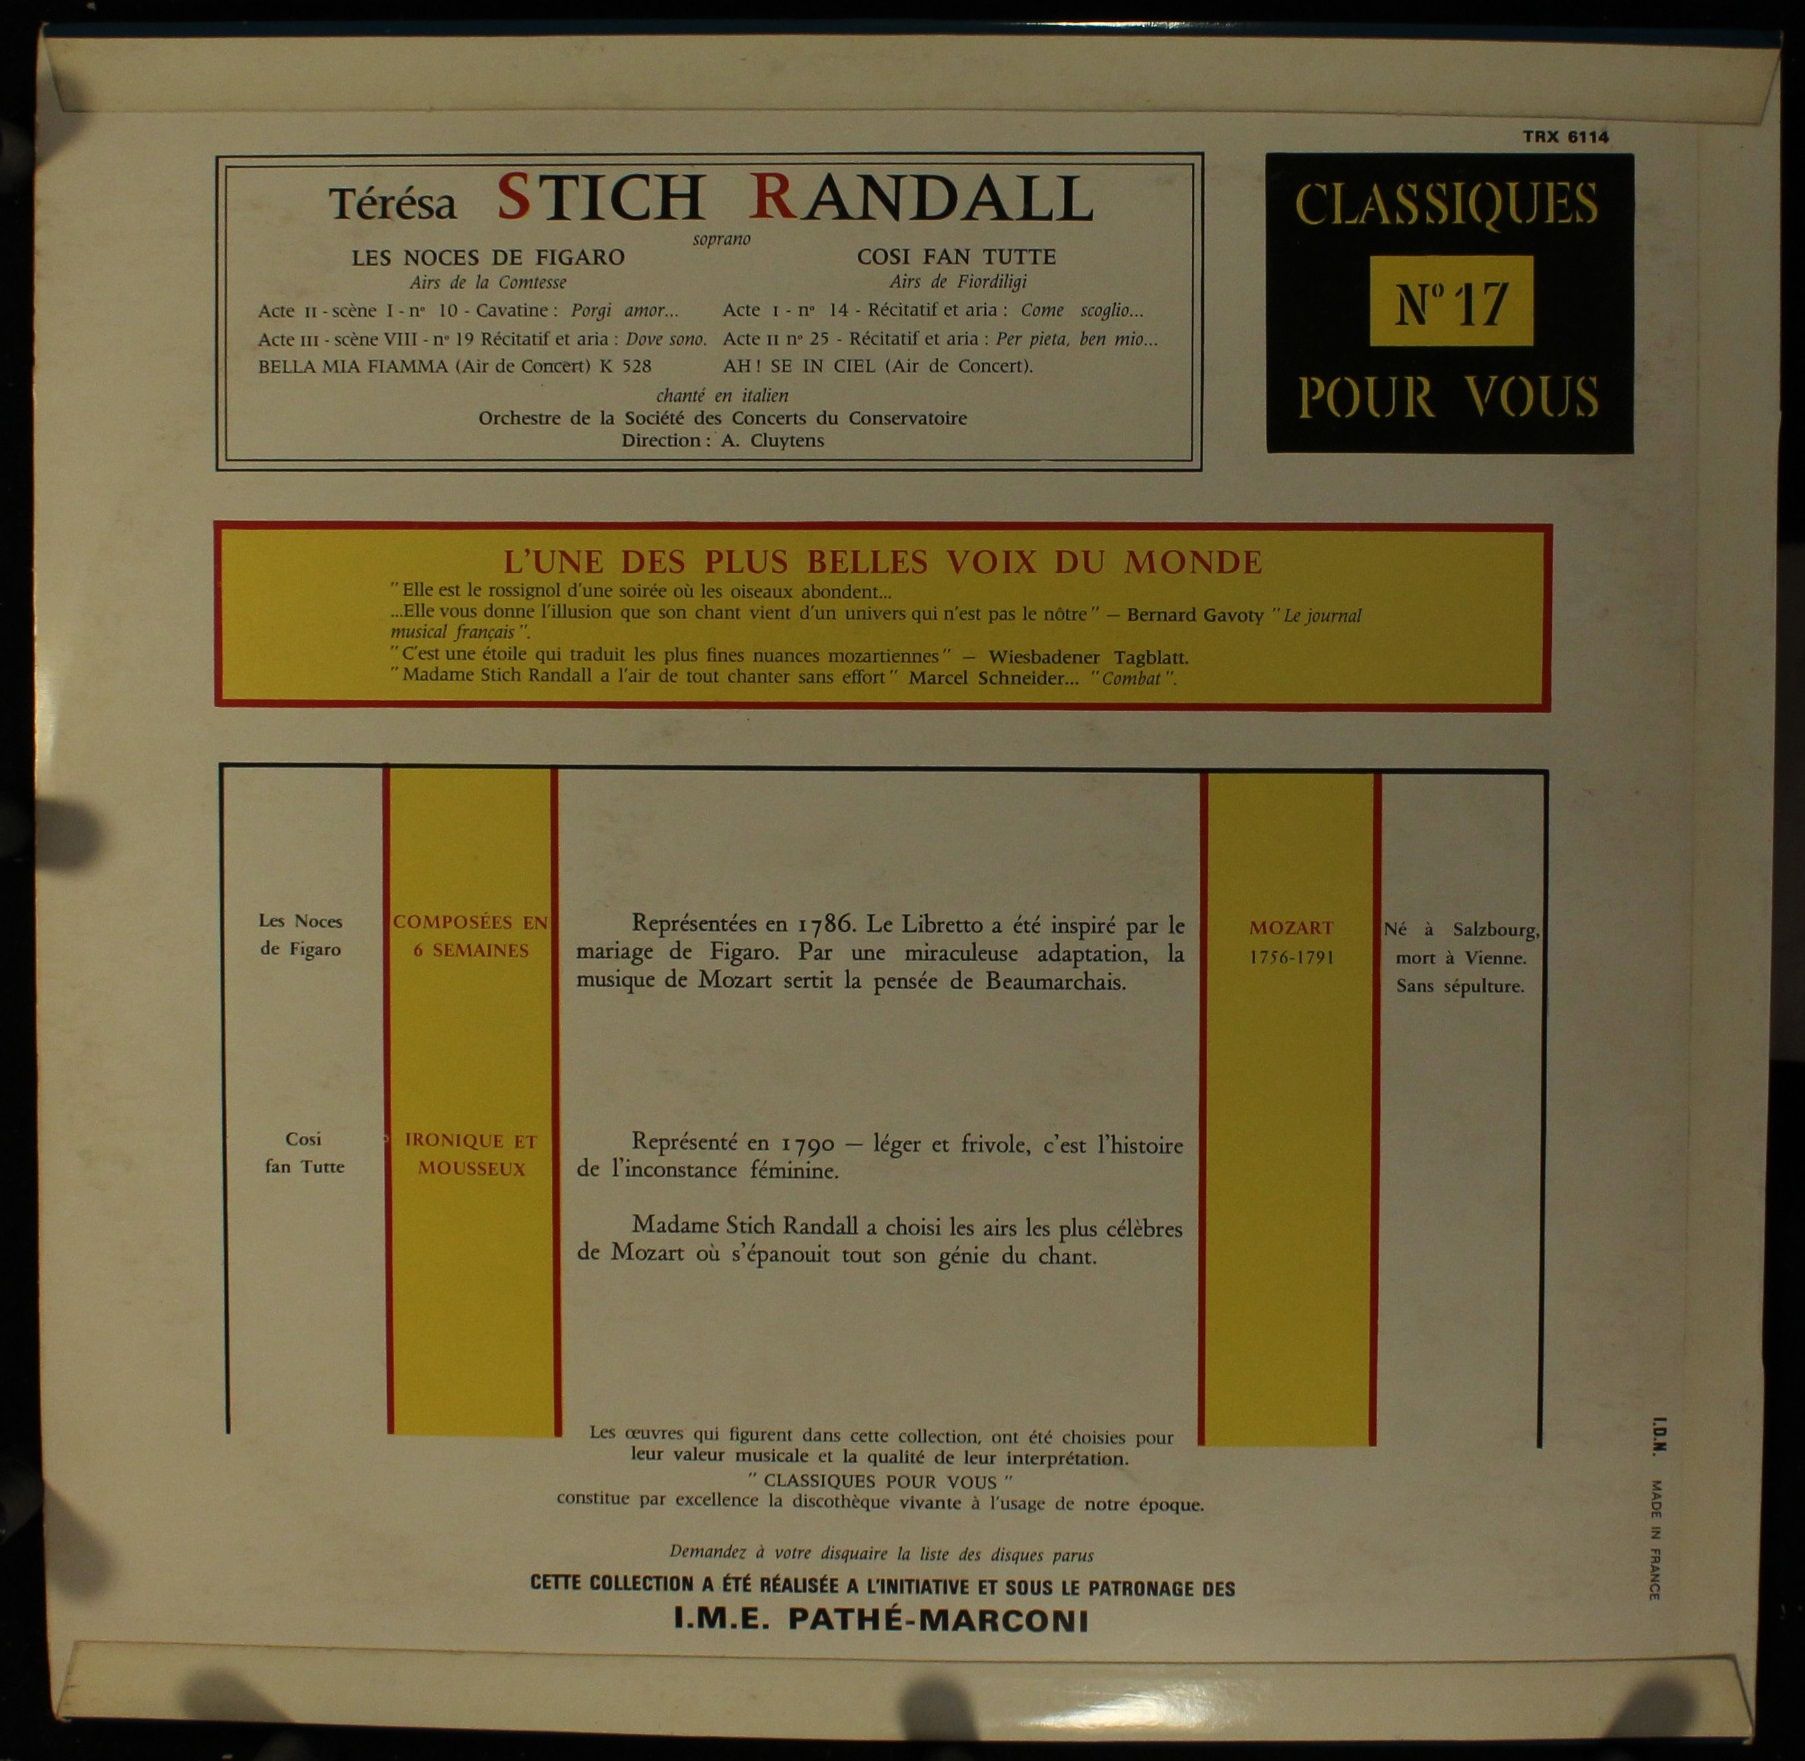 TRX 6114
Térésa STICH RANDALL
soprano
LES NOCES DE FIGARO
Airs de la Comtesse
Acte II - scène I - nº 10 - Cavatine : Porgi amor...
Acte III - scène VIII - nº 19 Récitatif et aria : Dove sono.
BELLA MIA FIAMMA (Air de Concert) K 528
COSI FAN TUTTE
Airs de Fiordiligi
Acte I - nº 14 - Récitatif et aria : Come scoglio...
Acte II nº 25 - Récitatif et aria : Per pieta, ben mio...
AH ! SE IN CIEL (Air de Concert).
chanté en italien
Orchestre de la Société des Concerts du Conservatoire
Direction : A. Cluytens
CLASSIQUES
Nº 17
POUR VOUS
L'UNE DES PLUS BELLES VOIX DU MONDE
"Elle est le rossignol d'une soirée où les oiseaux abondent...
...Elle vous donne l'illusion que son chant vient d'un univers qui n'est pas le nôtre" — Bernard Gavoty "Le journal
musical français".
"C'est une étoile qui traduit les plus fines nuances mozartiennes" — Wiesbadener Tagblatt.
"Madame Stich Randall a l'air de tout chanter sans effort" Marcel Schneider... "Combat".
Les Noces
de Figaro
COMPOSÉES EN
6 SEMAINES
Représentées en 1786. Le Libretto a été inspiré par le
mariage de Figaro. Par une miraculeuse adaptation, la
musique de Mozart sertit la pensée de Beaumarchais.
MOZART
1756-1791
Né à Salzbourg,
mort à Vienne.
Sans sépulture.
Cosi
fan Tutte
IRONIQUE ET
MOUSSEUX
Représenté en 1790 — léger et frivole, c'est l'histoire
de l'inconstance féminine.
Madame Stich Randall a choisi les airs les plus célèbres
de Mozart où s'épanouit tout son génie du chant.
Les œuvres qui figurent dans cette collection, ont été choisies pour
leur valeur musicale et la qualité de leur interprétation.
" CLASSIQUES POUR VOUS "
constitue par excellence la discothèque vivante à l'usage de notre époque.
Demandez à votre disquaire la liste des disques parus
CETTE COLLECTION A ÉTÉ RÉALISÉE A L'INITIATIVE ET SOUS LE PATRONAGE DES
I.M.E. PATHÉ-MARCONI
I.D.N. MADE IN FRANCE